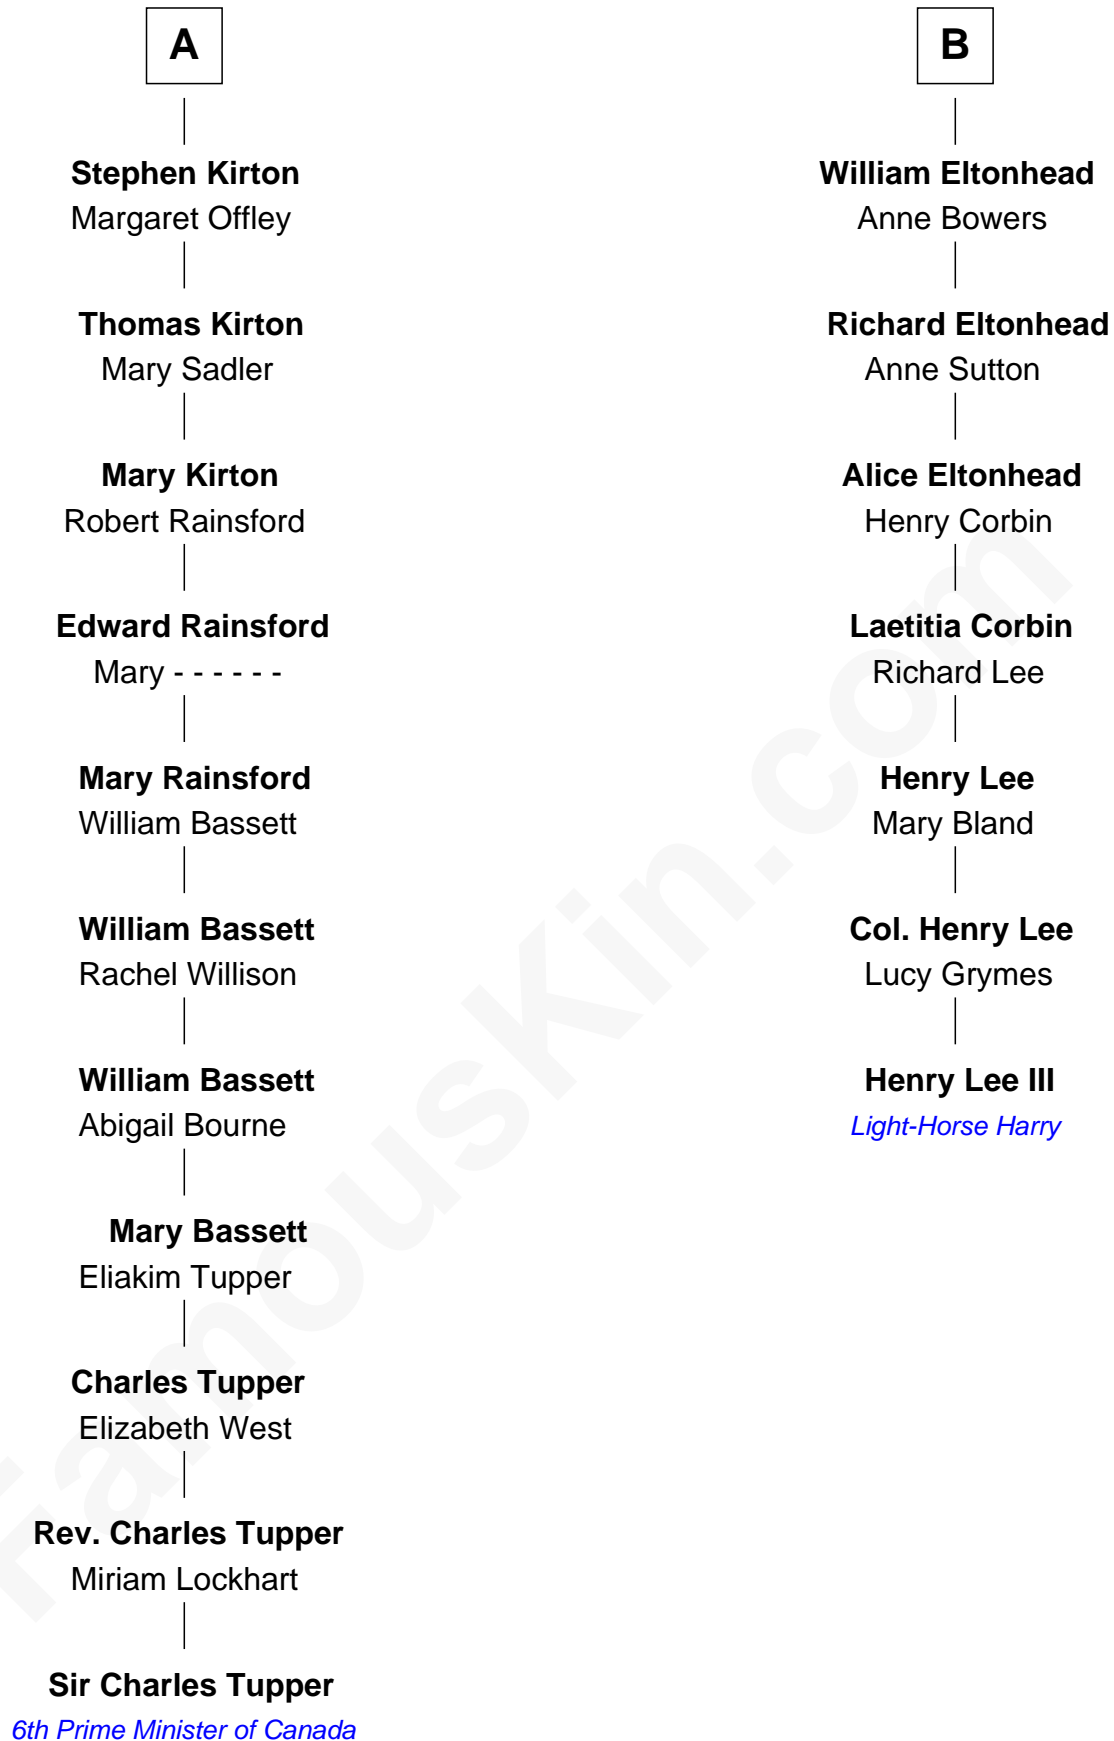 A
Stephen Kirton
Margaret Offley
Thomas Kirton
Mary Sadler
Mary Kirton
Robert Rainsford
Edward Rainsford
Mary - - - - - -
Mary Rainsford
William Bassett
William Bassett
Rachel Willison
William Bassett
Abigail Bourne
Mary Bassett
Eliakim Tupper
Charles Tupper
Elizabeth West
Rev. Charles Tupper
Miriam Lockhart
Sir Charles Tupper
6th Prime Minister of Canada
B
William Eltonhead
Anne Bowers
Richard Eltonhead
Anne Sutton
Alice Eltonhead
Henry Corbin
Laetitia Corbin
Richard Lee
Henry Lee
Mary Bland
Col. Henry Lee
Lucy Grymes
Henry Lee III
Light-Horse Harry
FamousKin.com